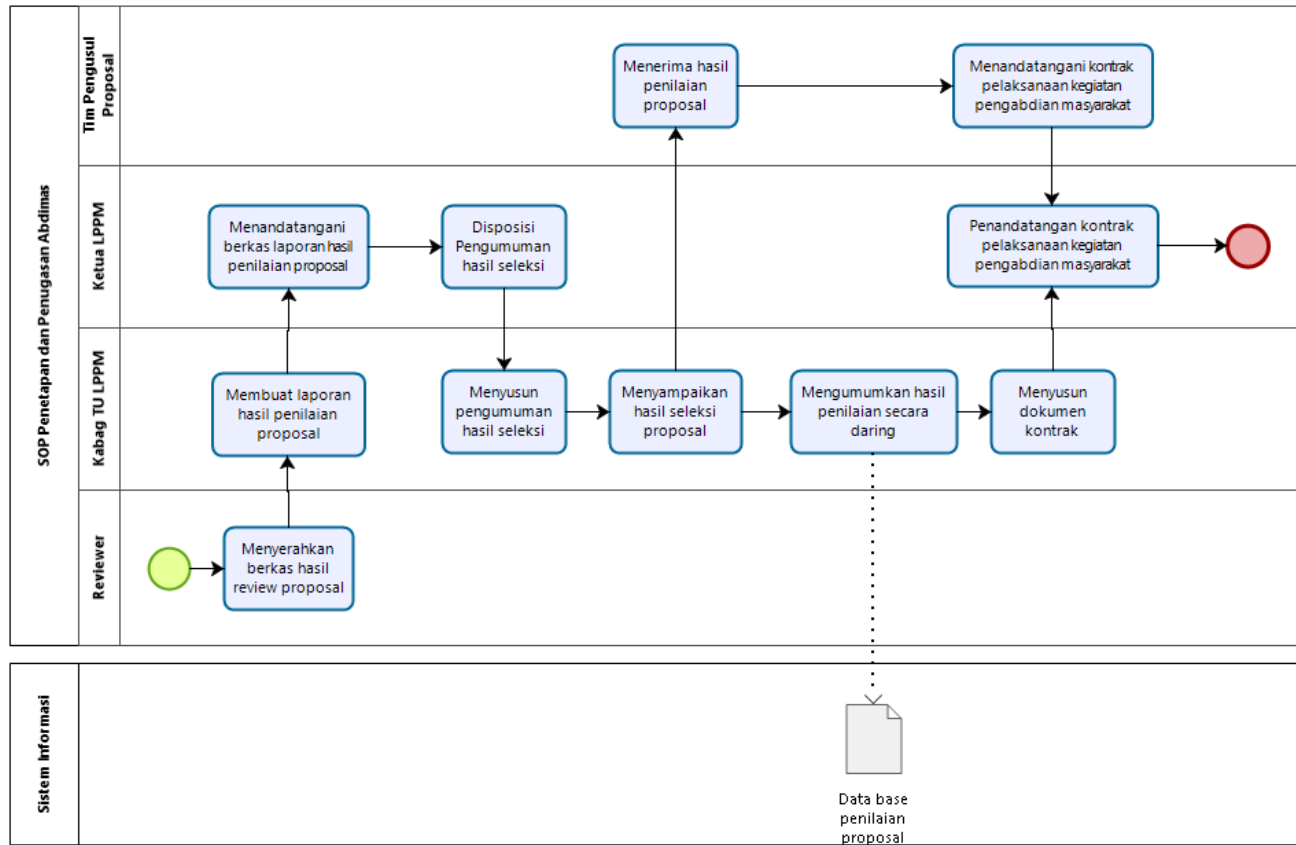 SOP Penetapan dan Penugasan Abdimas
Tim Pengusul
Proposal
Menerima hasil
penilaian
proposal
Menandatangani kontrak
pelaksanaan kegiatan
pengabdian masyarakat
Ketua LPPM
Menandatangani
berkas laporan hasil
penilaian proposal
Disposisi
Pengumuman
hasil seleksi
Penandatangan kontrak
pelaksanaan kegiatan
pengabdian masyarakat
Kabag TU LPPM
Membuat laporan
hasil penilaian
proposal
Menyusun
pengumuman
hasil seleksi
Menyampaikan
hasil seleksi
proposal
Mengumumkan hasil
penilaian secara
daring
Menyusun
dokumen
kontrak
Reviewer
Menyerahkan
berkas hasil
review proposal
Sistem Informasi
Data base
penilaian
proposal